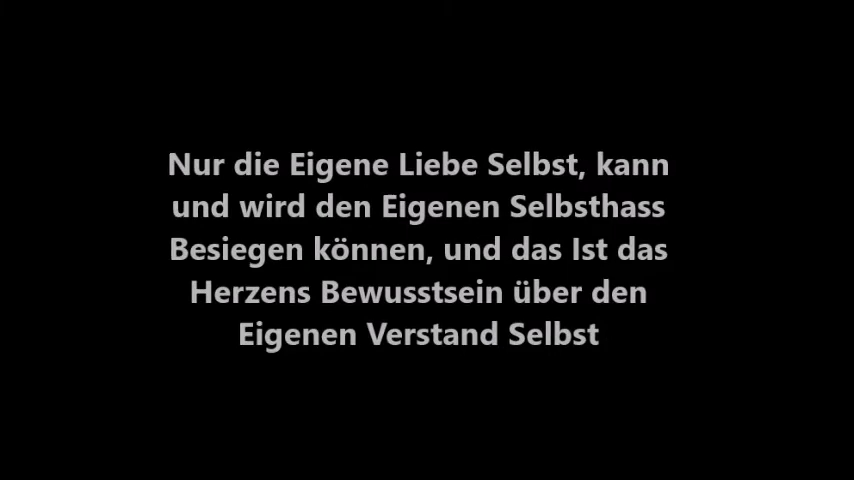 Nur die Eigene Liebe Selbst, kann
und wird den Eigenen Selbsthass
Besiegen können, und das Ist das
Herzens Bewusstsein über den
Eigenen Verstand Selbst